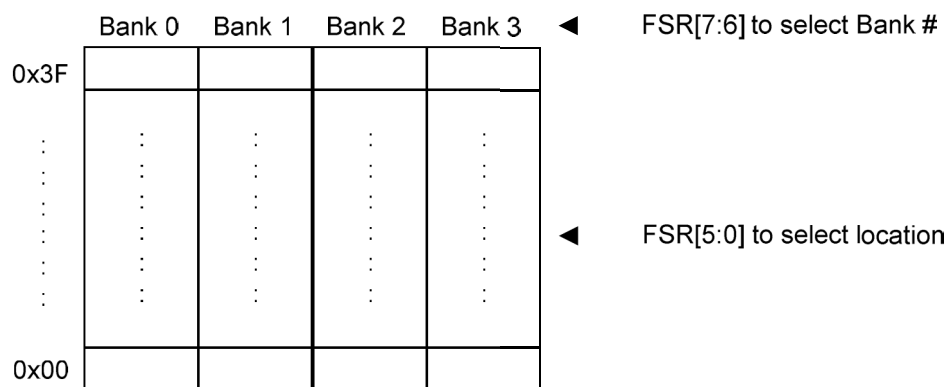 Bank 0 Bank 1 Bank 2 Bank 3 ◄ FSR[7:6] to select Bank #
0x3F
◄ FSR[5:0] to select location
0x00